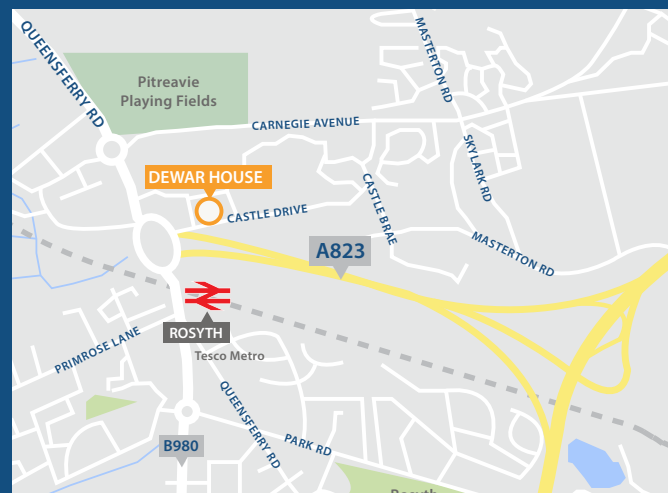 QUEENSFERRY RD
MASTERTON RD
Pitreavie
Playing Fields
CARNEGIE AVENUE
SKYLARK RD
DEWAR HOUSE
CASTLE BRAE
CASTLE DRIVE
MASTERTON RD
A823
ROSYTH
PRIMROSE LANE
Tesco Metro
QUEENSFERRY RD
PARK RD
B980
Rosyth